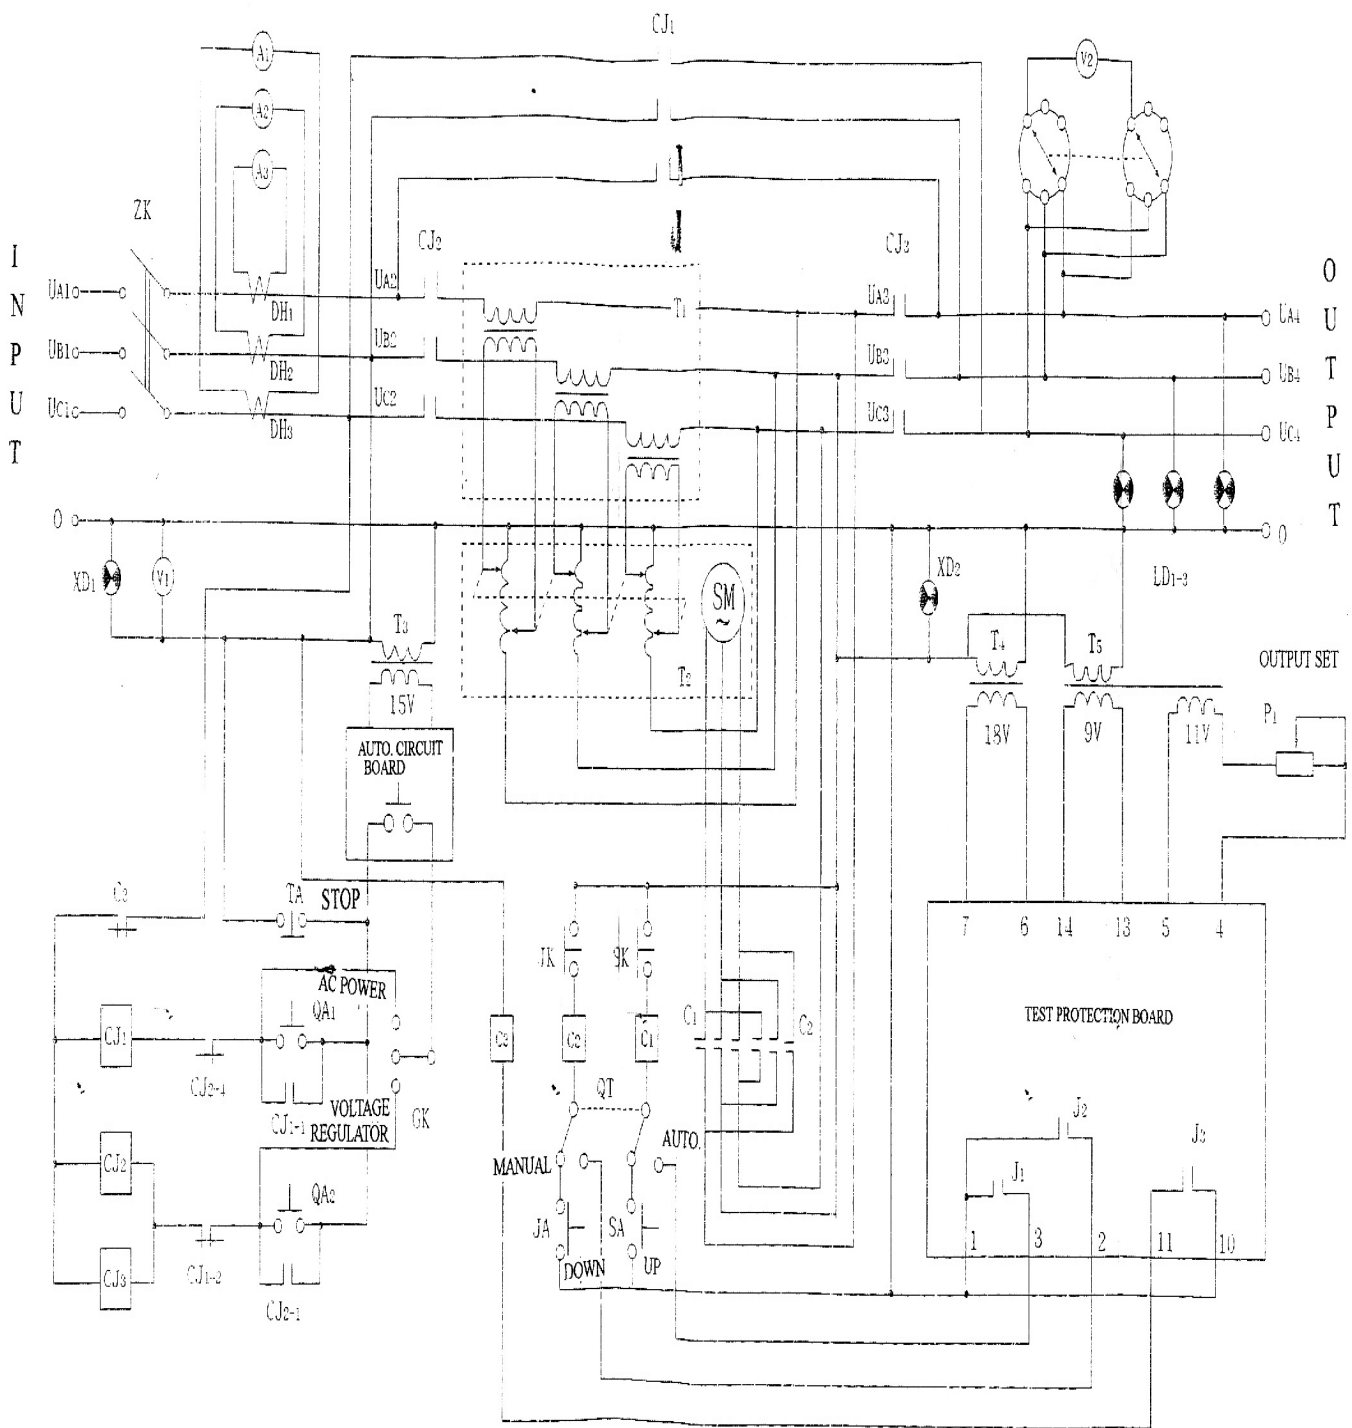 CJ1
A1
V2
A2
A3
ZK
CJ2
CJ3
INPUT
OUTPUT
UA1
UA2
UA3
UA4
DH1
T1
UB1
UB2
UB3
UB4
DH2
UC1
UC2
UC3
UC4
DH3
0
0
XD1
V1
SM
~
XD2
LD1-3
T3
T2
T4
T5
OUTPUT SET
15V
18V
9V
11V
P1
AUTO. CIRCUIT
BOARD
TA
STOP
7
6
14
13
5
4
JK
AC POWER
QA1
C1
C2
TEST PROTECTION BOARD
CJ1
C2
C1
CJ2-4
QT
CJ1-1
VOLTAGE
REGULATOR
GK
J2
AUTO.
J3
CJ2
MANUAL
J1
QA2
JA
SA
1
3
2
11
10
CJ3
CJ1-2
DOWN
UP
CJ2-1